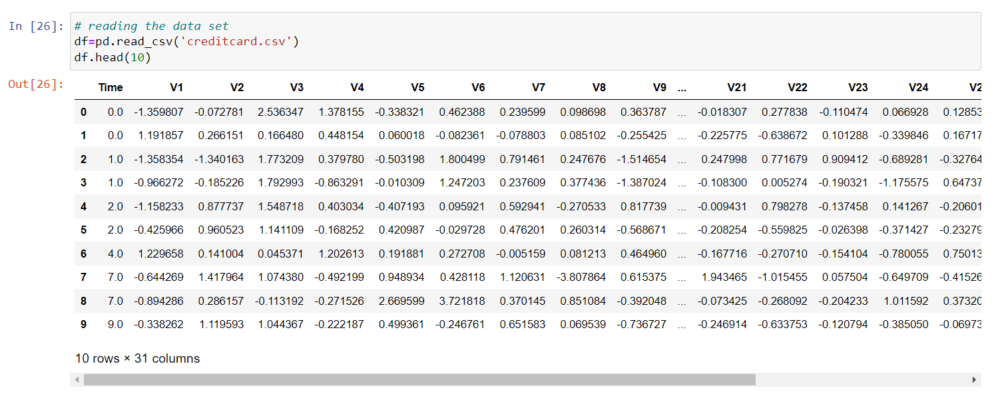 In [26]: # reading the data set
df=pd.read_csv('creditcard.csv')
df.head(10)
Out[26]:
Time V1 V2 V3 V4 V5 V6 V7 V8 V9 ... V21 V22 V23 V24 V2
0 0.0 -1.359807 -0.072781 2.536347 1.378155 -0.338321 0.462388 0.239599 0.098698 0.363787 ... -0.018307 0.277838 -0.110474 0.066928 0.12853
1 0.0 1.191857 0.266151 0.166480 0.448154 0.060018 -0.082361 -0.078803 0.085102 -0.255425 ... -0.225775 -0.638672 0.101288 -0.339846 0.16717
2 1.0 -1.358354 -1.340163 1.773209 0.379780 -0.503198 1.800499 0.791461 0.247676 -1.514654 ... 0.247998 0.771679 0.909412 -0.689281 -0.32764
3 1.0 -0.966272 -0.185226 1.792993 -0.863291 -0.010309 1.247203 0.237609 0.377436 -1.387024 ... -0.108300 0.005274 -0.190321 -1.175575 0.64737
4 2.0 -1.158233 0.877737 1.548718 0.403034 -0.407193 0.095921 0.592941 -0.270533 0.817739 ... -0.009431 0.798278 -0.137458 0.141267 -0.20601
5 2.0 -0.425966 0.960523 1.141109 -0.168252 0.420987 -0.029728 0.476201 0.260314 -0.568671 ... -0.208254 -0.559825 -0.026398 -0.371427 -0.23279
6 4.0 1.229658 0.141004 0.045371 1.202613 0.191881 0.272708 -0.005159 0.081213 0.464960 ... -0.167716 -0.270710 -0.154104 -0.780055 0.75013
7 7.0 -0.644269 1.417964 1.074380 -0.492199 0.948934 0.428118 1.120631 -3.807864 0.615375 ... 1.943465 -1.015455 0.057504 -0.649709 -0.41526
8 7.0 -0.894286 0.286157 -0.113192 -0.271526 2.669599 3.721818 0.370145 0.851084 -0.392048 ... -0.073425 -0.268092 -0.204233 1.011592 0.37320
9 9.0 -0.338262 1.119593 1.044367 -0.222187 0.499361 -0.246761 0.651583 0.069539 -0.736727 ... -0.246914 -0.633753 -0.120794 -0.385050 -0.06973
10 rows × 31 columns